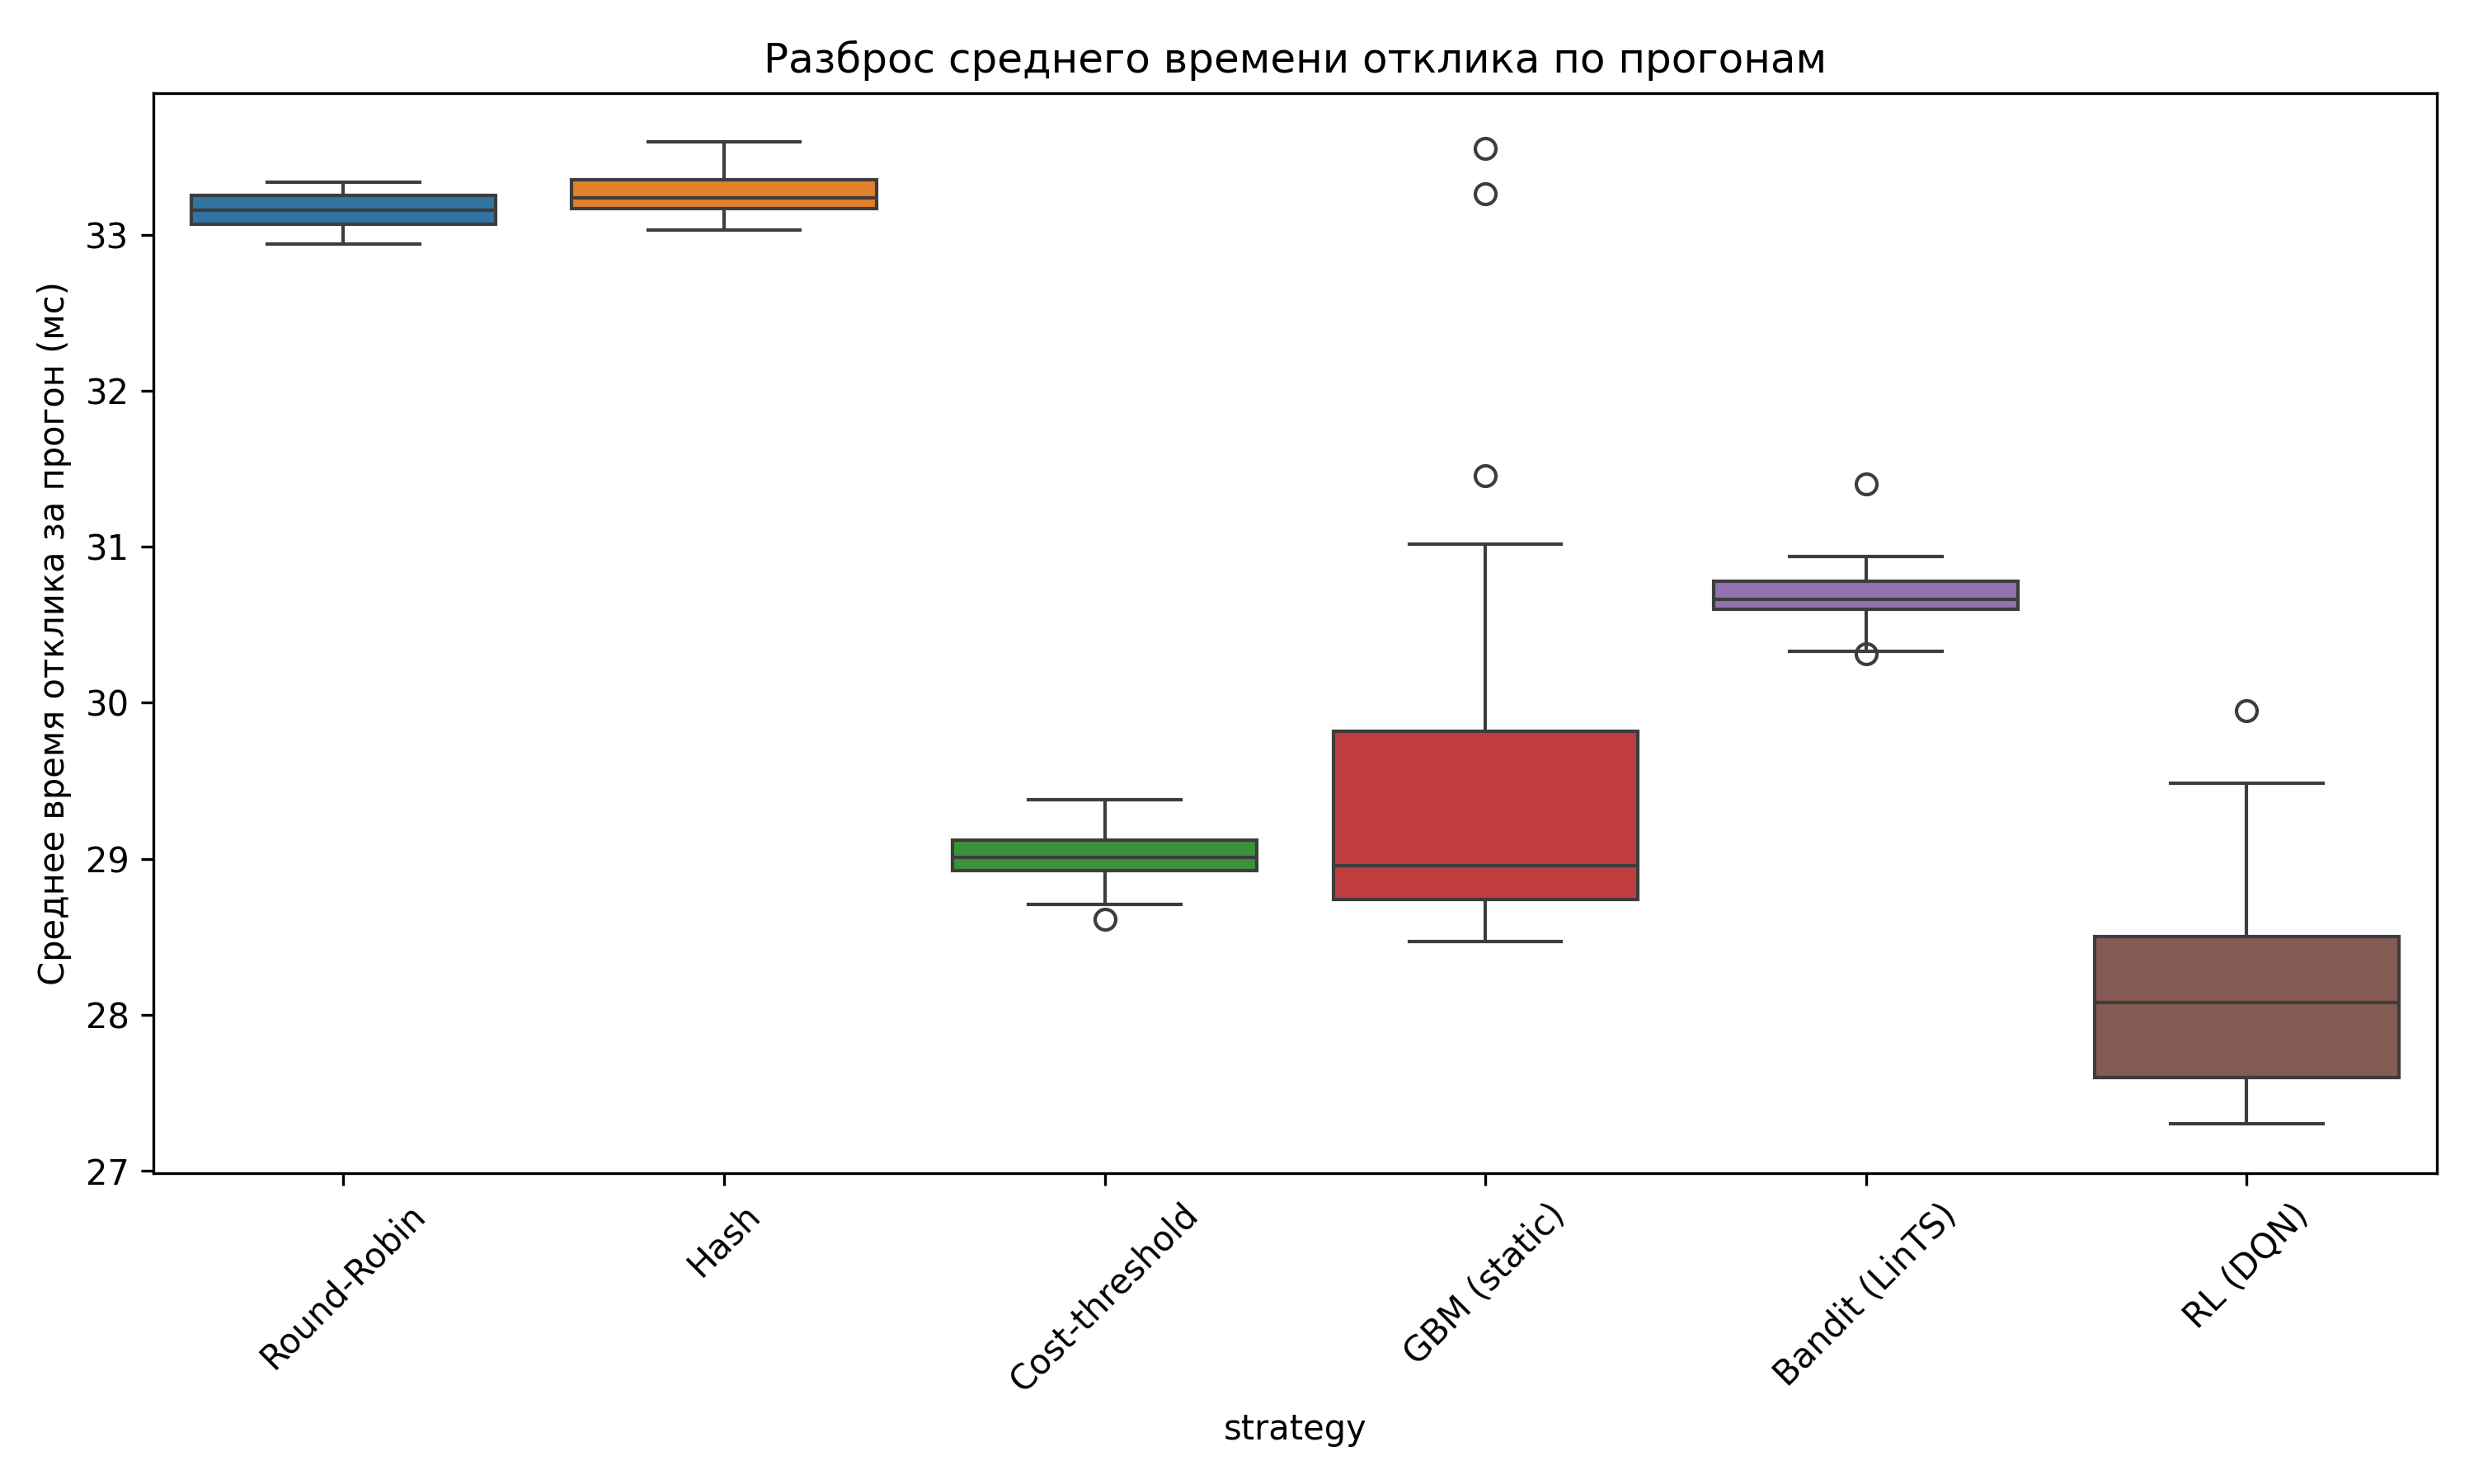 Разброс среднего времени отклика по прогонам
Среднее время отклика за прогон (мс)
33
32
31
30
29
28
27
Round-Robin
Hash
Cost-threshold
GBM (static)
Bandit (LinTS)
RL (DQN)
strategy